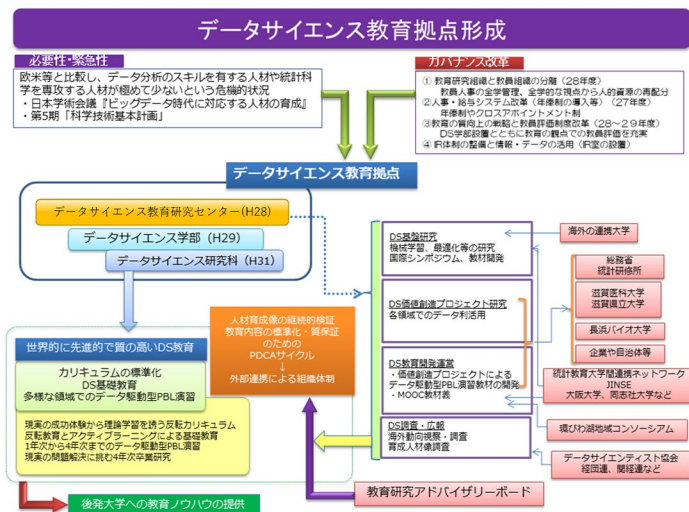 データサイエンス教育拠点形成
必要性・緊急性
欧米等と比較し、データ分析のスキルを有する人材や統計科
学を専攻する人材が極めて少ないという危機的状況
・日本学術会議『ビッグデータ時代に対応する人材の育成』
・第5期「科学技術基本計画」
ガバナンス改革
① 教育研究組織と教員組織の分離（28年度）
教員人事の全学管理、全学的な視点から人的資源の再配分
②人事・給与システム改革（年俸制の導入等）（27年度）
年俸制やクロスアポイントメント制
③教育の質向上の戦略と教員評価制度改革（28～29年度）
DS学部設置とともに教育の観点での教員評価を充実
④ IR体制の整備と情報・データの活用（IR室の設置）
データサイエンス教育拠点
データサイエンス教育研究センター(H28)
データサイエンス学部（H29）
データサイエンス研究科（H31）
DS基盤研究
機械学習、最適化等の研究
国際シンポジウム、教材開発
DS価値創造プロジェクト研究
各領域でのデータ利活用
DS教育開発運営
・価値創造プロジェクトによる
データ駆動型PBL演習教材の開発
・MOOC教材義
DS調査・広報
海外動向視察・調査
育成人材像調査
海外の連携大学
総務省
統計研修所
滋賀医科大学
滋賀県立大学
長浜バイオ大学
企業や自治体等
統計教育大学間連携ネットワーク
JINSE
大阪大学、同志社大学など
環びわ湖地域コンソーシアム
データサイエンティスト協会
経団連、関経連など
人材育成像の継続的検証
教育内容の標準化・質保証
のための
PDCAサイクル
↓
外部連携による組織体制
世界的に先進的で質の高いDS教育
カリキュラムの標準化
DS基礎教育
多様な領域でのデータ駆動型PBL演習
現実の成功体験から理論学習を誘う反転カリキュラム
反転教育とアクティブラーニングによる基礎教育
1年次から4年次までのデータ駆動型PBL演習
現実の問題解決に挑む4年次卒業研究
教育研究アドバイザリーボード
後発大学への教育ノウハウの提供